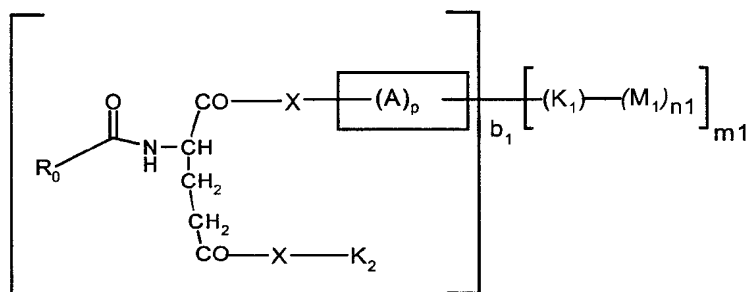 CO—X—(A)p—b1 [(K1)—(M1)n1]m1
O
R0 N H CH
CH2
CH2
CO—X—K2